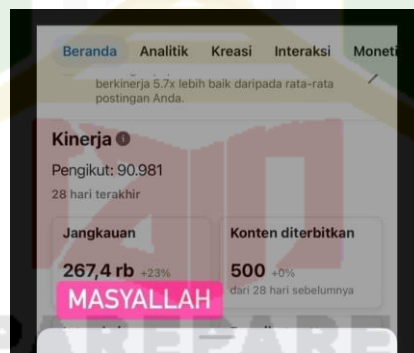 Beranda Analitik Kreasi Interaksi Moneti
berkinerja 5.7x lebih baik daripada rata-rata
postingan Anda.
Kinerja
Pengikut: 90.981
28 hari terakhir
Jangkauan
267,4 rb +23%
Konten diterbitkan
500 +0%
dari 28 hari sebelumnya
MASYALLAH
PAREPARE